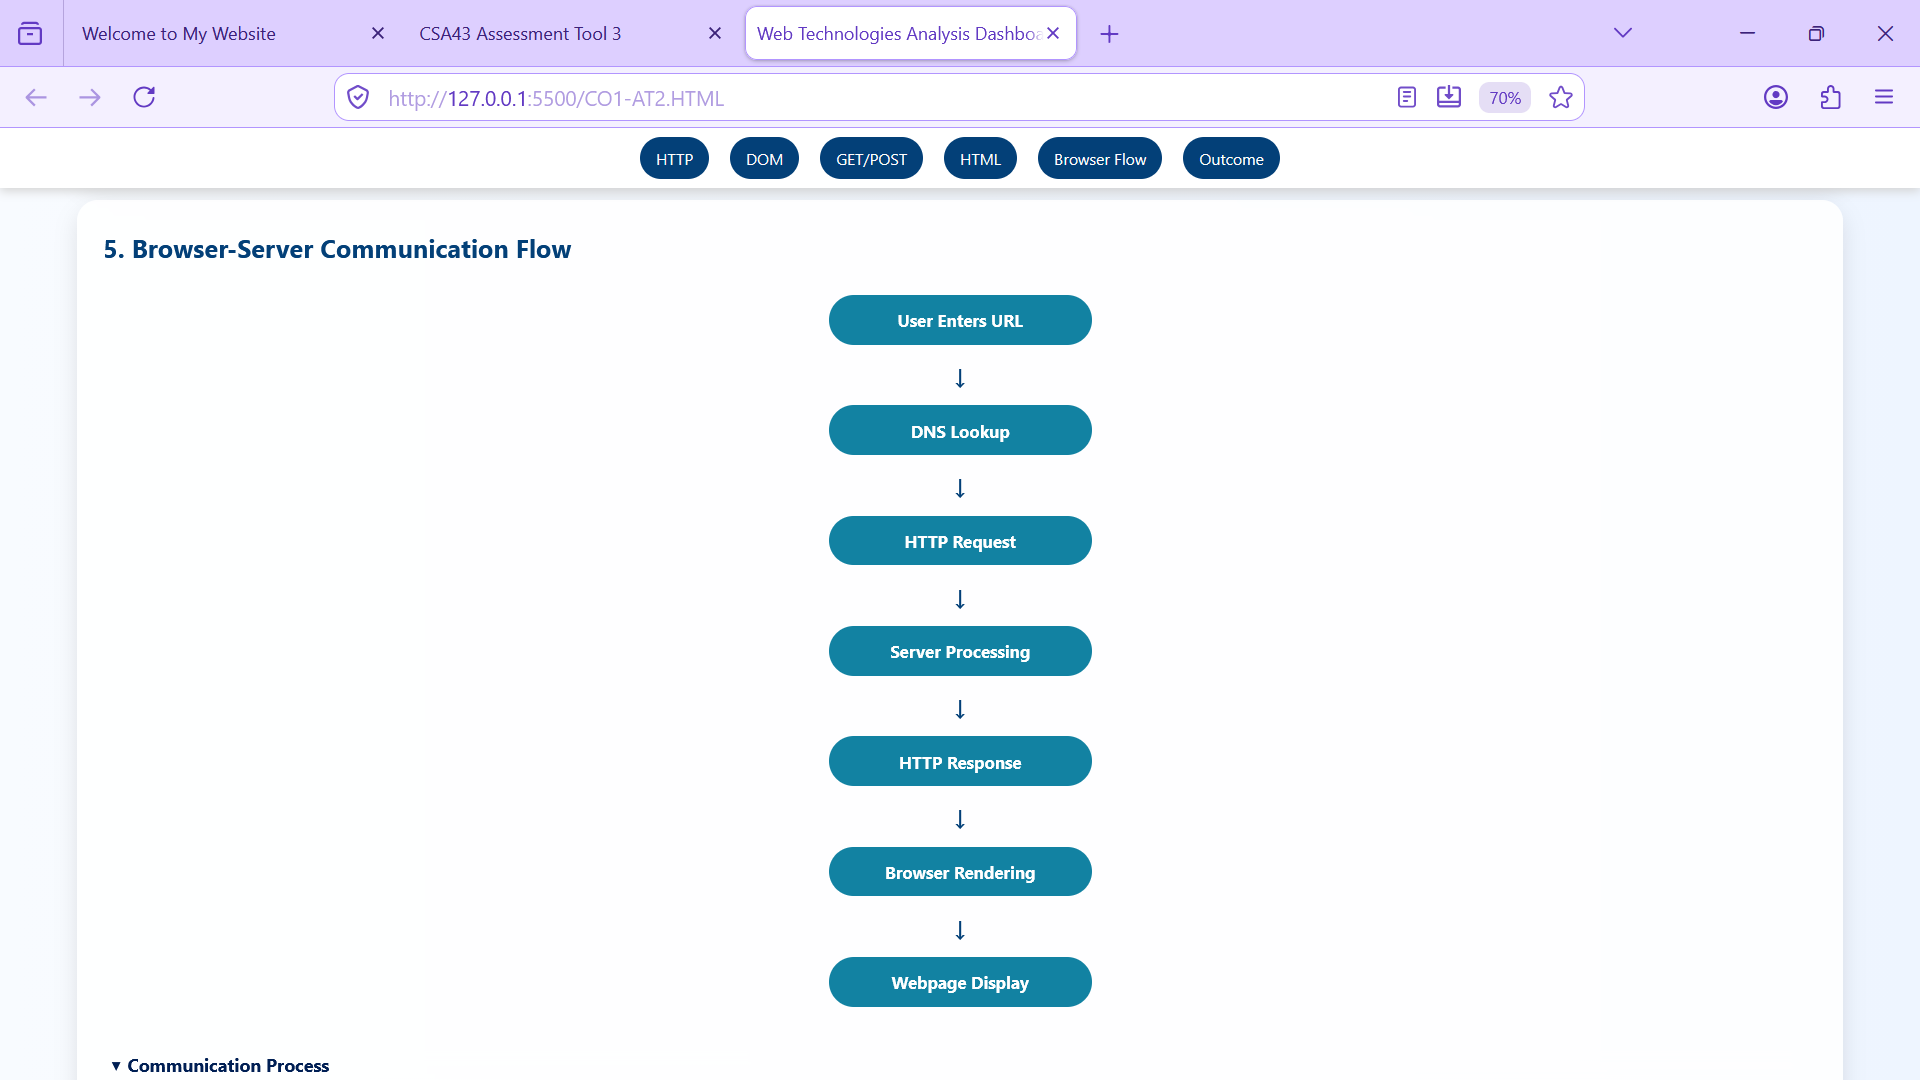 Welcome to My Website
CSA43 Assessment Tool 3
Web Technologies Analysis Dashboa
http://127.0.0.1:5500/CO1-AT2.HTML
70%
HTTP
DOM
GET/POST
HTML
Browser Flow
Outcome
5. Browser-Server Communication Flow
User Enters URL
↓
DNS Lookup
↓
HTTP Request
↓
Server Processing
↓
HTTP Response
↓
Browser Rendering
↓
Webpage Display
▾ Communication Process